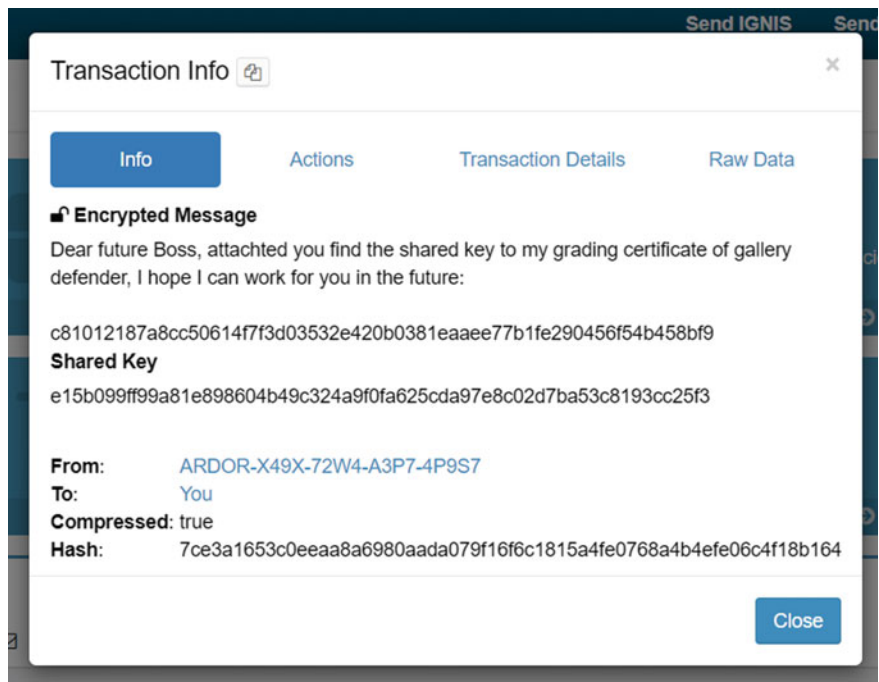 Send IGNIS Send
Transaction Info
×
Info Actions Transaction Details Raw Data
Encrypted Message
Dear future Boss, attachted you find the shared key to my grading certificate of gallery
defender, I hope I can work for you in the future:
c81012187a8cc50614f7f3d03532e420b0381eaaee77b1fe290456f54b458bf9
Shared Key
e15b099ff99a81e898604b49c324a9f0fa625cda97e8c02d7ba53c8193cc25f3
From: ARDOR-X49X-72W4-A3P7-4P9S7
To: You
Compressed: true
Hash: 7ce3a1653c0eeaa8a6980aada079f16f6c1815a4fe0768a4b4efe06c4f18b164
Close